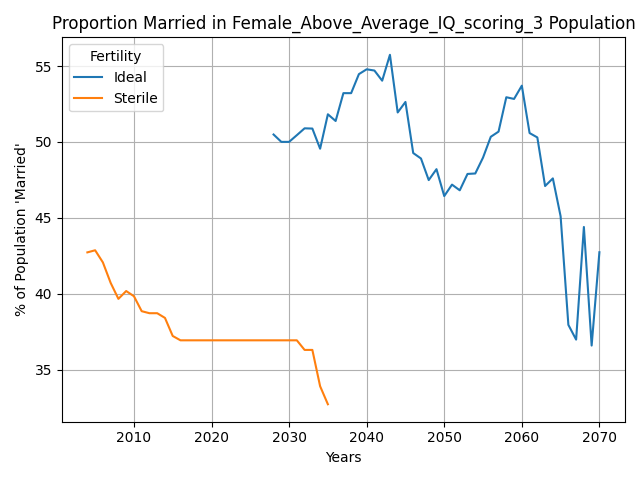 Proportion Married in Female_Above_Average_IQ_scoring_3 Population
Fertility
Ideal
Sterile
% of Population 'Married'
55
50
45
40
35
2010 2020 2030 2040 2050 2060 2070
Years